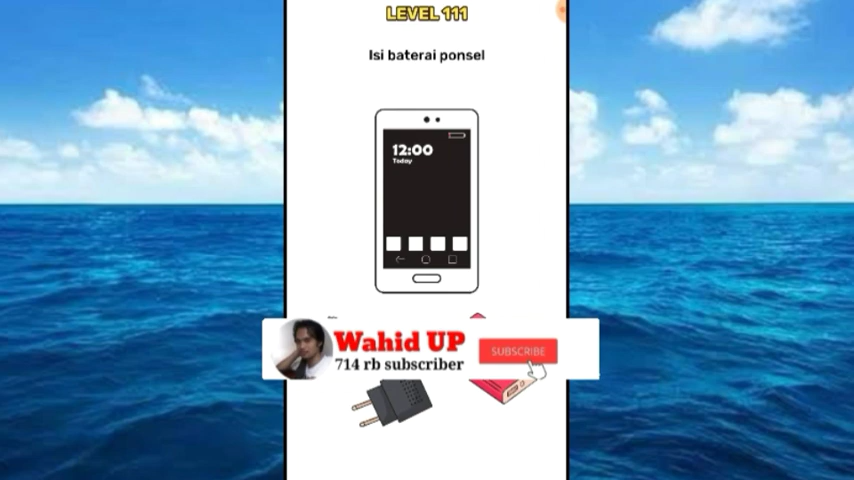 LEVEL 111
Isi baterai ponsel
12:00
Today
Wahid UP
714 rb subscriber
SUBSCRIBE